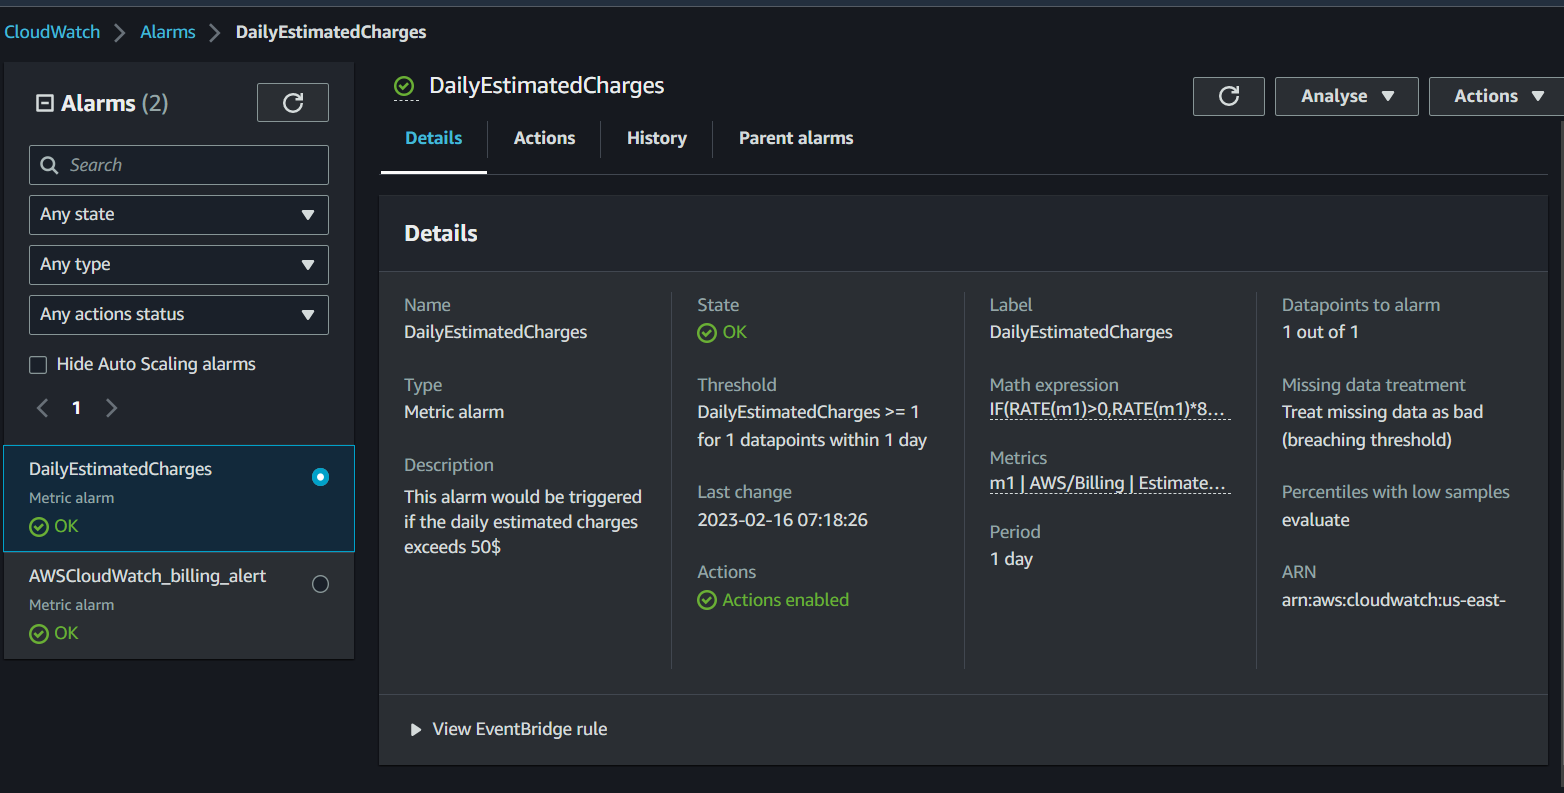 CloudWatch > Alarms > DailyEstimatedCharges
Alarms (2)
Search
Any state
Any type
Any actions status
Hide Auto Scaling alarms
1
DailyEstimatedCharges
Metric alarm
OK
AWSCloudWatch_billing_alert
Metric alarm
OK
DailyEstimatedCharges
Analyse
Actions
Details
Actions
History
Parent alarms
Details
Name
DailyEstimatedCharges
Type
Metric alarm
Description
This alarm would be triggered
if the daily estimated charges
exceeds 50$
State
OK
Threshold
DailyEstimatedCharges >= 1
for 1 datapoints within 1 day
Last change
2023-02-16 07:18:26
Actions
Actions enabled
Label
DailyEstimatedCharges
Math expression
IF(RATE(m1)>0,RATE(m1)*8...
Metrics
m1 | AWS/Billing | Estimate...
Period
1 day
Datapoints to alarm
1 out of 1
Missing data treatment
Treat missing data as bad
(breaching threshold)
Percentiles with low samples
evaluate
ARN
arn:aws:cloudwatch:us-east-
View EventBridge rule